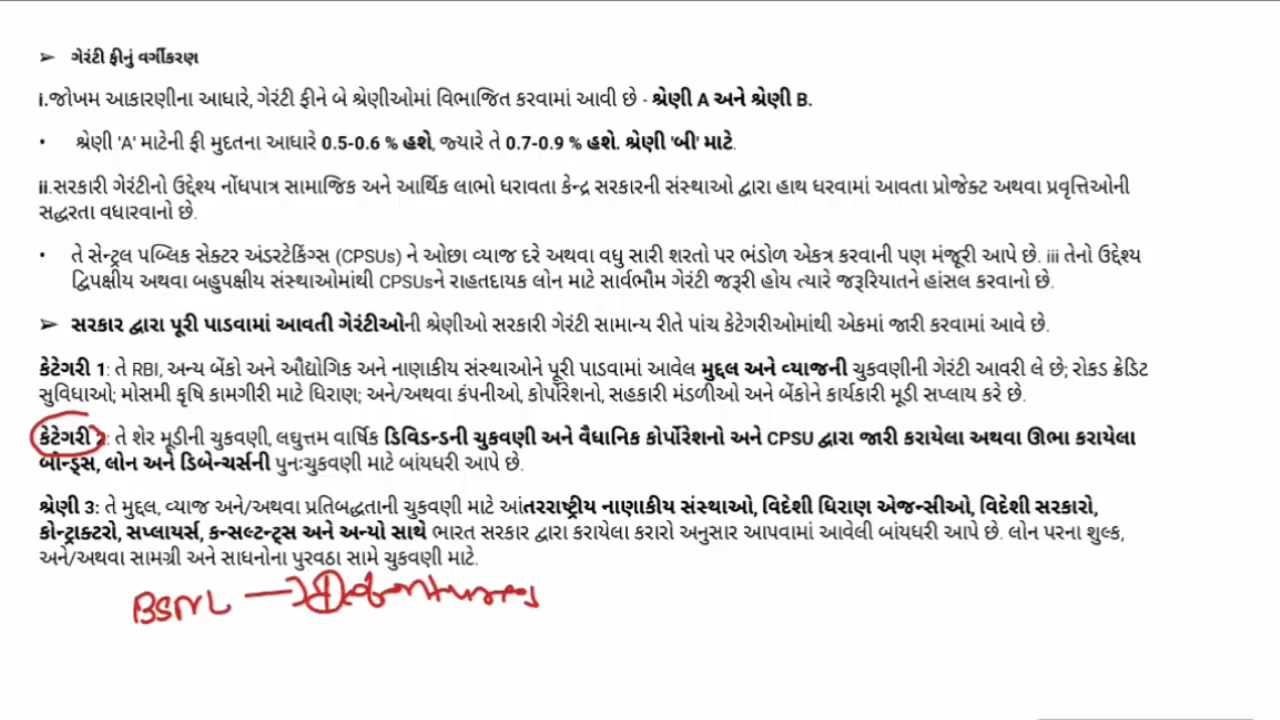 ➢ ગેરંટી ફીનું વર્ગીકરણ
i.જોખમ આકારણીના આધારે, ગેરંટી ફીને બે શ્રેણીઓમાં વિભાજિત કરવામાં આવી છે - શ્રેણી A અને શ્રેણી B.
• શ્રેણી 'A' માટેની ફી મુદતના આધારે 0.5-0.6 % હશે, જ્યારે તે 0.7-0.9 % હશે. શ્રેણી 'બી' માટે.
ii.સરકારી ગેરંટીનો ઉદ્દેશ્ય નોંધપાત્ર સામાજિક અને આર્થિક લાભો ધરાવતા કેન્દ્ર સરકારની સંસ્થાઓ દ્વારા હાથ ધરવામાં આવતા પ્રોજેક્ટ અથવા પ્રવૃત્તિઓની
સદ્ધરતા વધારવાનો છે.
• તે સેન્ટ્રલ પબ્લિક સેક્ટર અંડરટેકિંગ્સ (CPSUs) ને ઓછા વ્યાજ દરે અથવા વધુ સારી શરતો પર ભંડોળ એકત્ર કરવાની પણ મંજૂરી આપે છે. iii તેનો ઉદ્દેશ્ય
દ્વિપક્ષીય અથવા બહુપક્ષીય સંસ્થાઓમાંથી CPSUsને રાહતદાયક લોન માટે સાર્વભૌમ ગેરંટી જરૂરી હોય ત્યારે જરૂરિયાતને હાંસલ કરવાનો છે.
➢ સરકાર દ્વારા પૂરી પાડવામાં આવતી ગેરંટીઓની શ્રેણીઓ સરકારી ગેરંટી સામાન્ય રીતે પાંચ કેટેગરીઓમાંથી એકમાં જારી કરવામાં આવે છે.
કેટેગરી 1: તે RBI, અન્ય બેંકો અને ઔદ્યોગિક અને નાણાકીય સંસ્થાઓને પૂરી પાડવામાં આવેલ મુદ્દલ અને વ્યાજની ચુકવણીની ગેરંટી આવરી લે છે; રોકડ ક્રેડિટ
સુવિધાઓ; મોસમી કૃષિ કામગીરી માટે ધિરાણ; અને/અથવા કંપનીઓ, કોર્પોરેશનો, સહકારી મંડળીઓ અને બેંકોને કાર્યકારી મૂડી સપ્લાય કરે છે.
કેટેગરી 2: તે શેર મૂડીની ચુકવણી, લઘુત્તમ વાર્ષિક ડિવિડન્ડની ચુકવણી અને વૈધાનિક કોર્પોરેશનો અને CPSU દ્વારા જારી કરાયેલા અથવા ઊભા કરાયેલા
બોન્ડ્સ, લોન અને ડિબેન્ચર્સની પુનઃચુકવણી માટે બાંયધરી આપે છે.
શ્રેણી 3: તે મુદ્દલ, વ્યાજ અને/અથવા પ્રતિબદ્ધતાની ચુકવણી માટે આંતરરાષ્ટ્રીય નાણાકીય સંસ્થાઓ, વિદેશી ધિરાણ એજન્સીઓ, વિદેશી સરકારો,
કોન્ટ્રાક્ટરો, સપ્લાયર્સ, કન્સલ્ટન્ટ્સ અને અન્યો સાથે ભારત સરકાર દ્વારા કરાયેલા કરારો અનુસાર આપવામાં આવેલી બાંયધરી આપે છે. લોન પરના શુલ્ક,
અને/અથવા સામગ્રી અને સાધનોના પુરવઠા સામે ચુકવણી માટે.
BSNL → Debentures